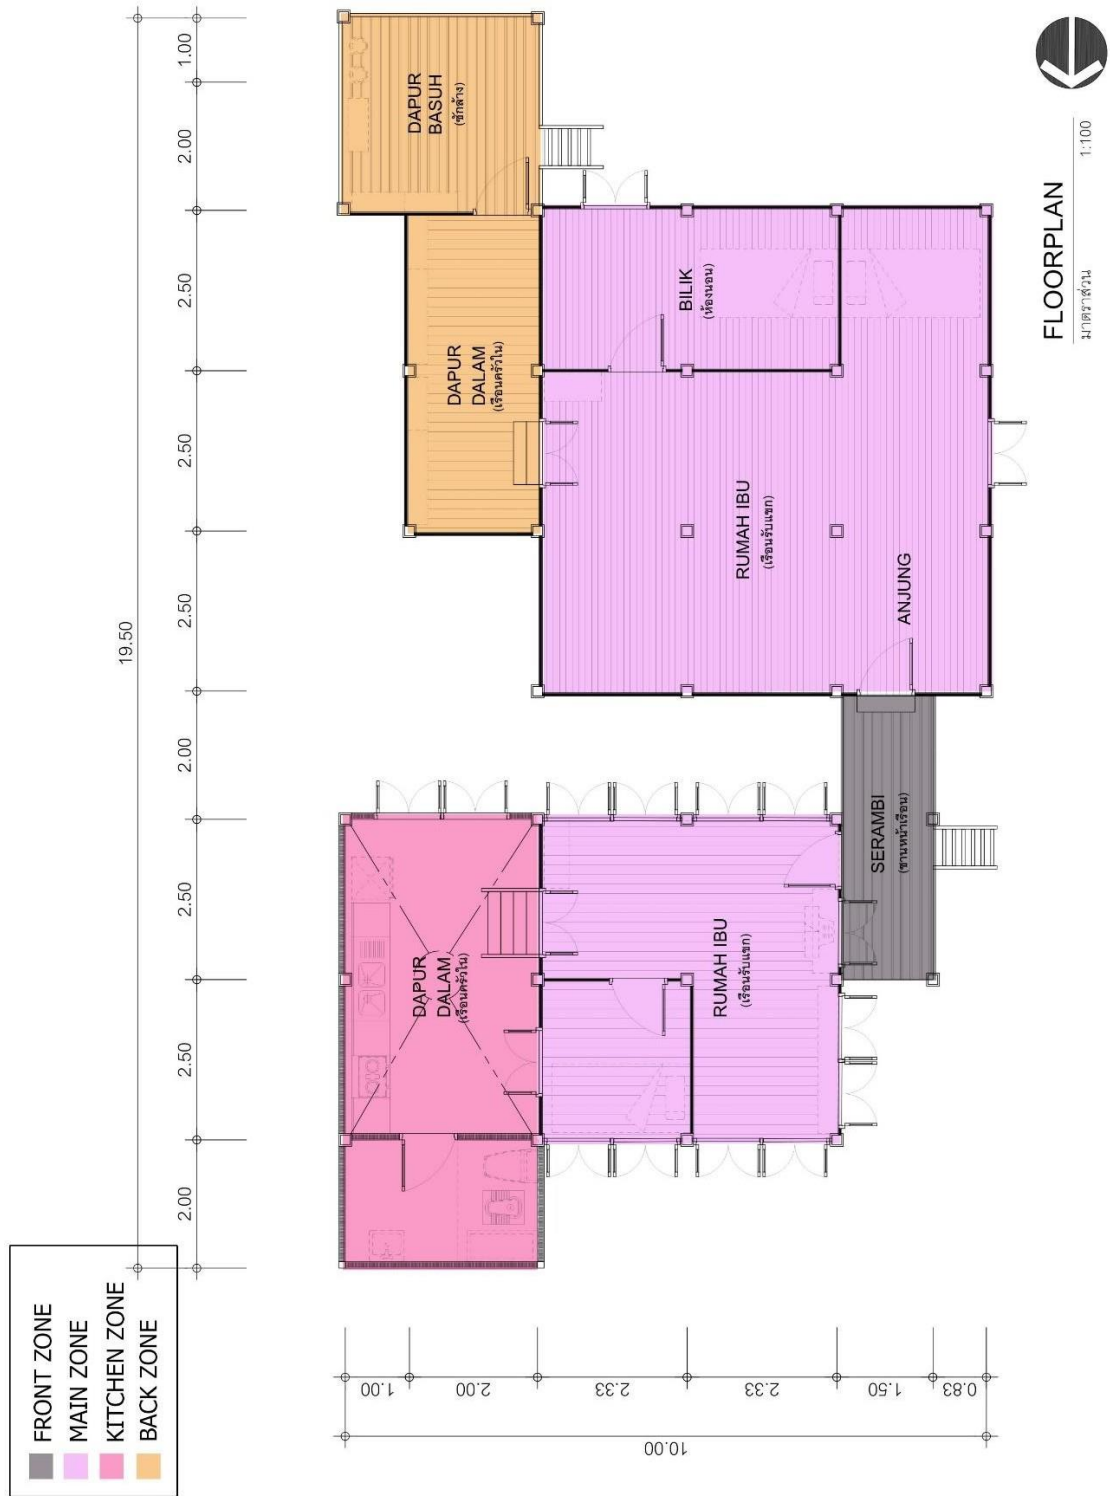 FRONT ZONE
MAIN ZONE
KITCHEN ZONE
BACK ZONE
19.50
2.00
2.50
2.50
2.00
2.50
2.50
2.50
2.00
1.00
10.00
1.00
2.00
2.33
2.33
1.50
0.83
DAPUR
DALAM
(เรือนครัวใน)
RUMAH IBU
(เรือนรับแขก)
SERAMBI
(ชานหน้าเรือน)
DAPUR
DALAM
(เรือนครัวใน)
DAPUR
BASUH
(ซักล้าง)
BILIK
(ห้องนอน)
RUMAH IBU
(เรือนรับแขก)
ANJUNG
FLOORPLAN
มาตราส่วน 1:100